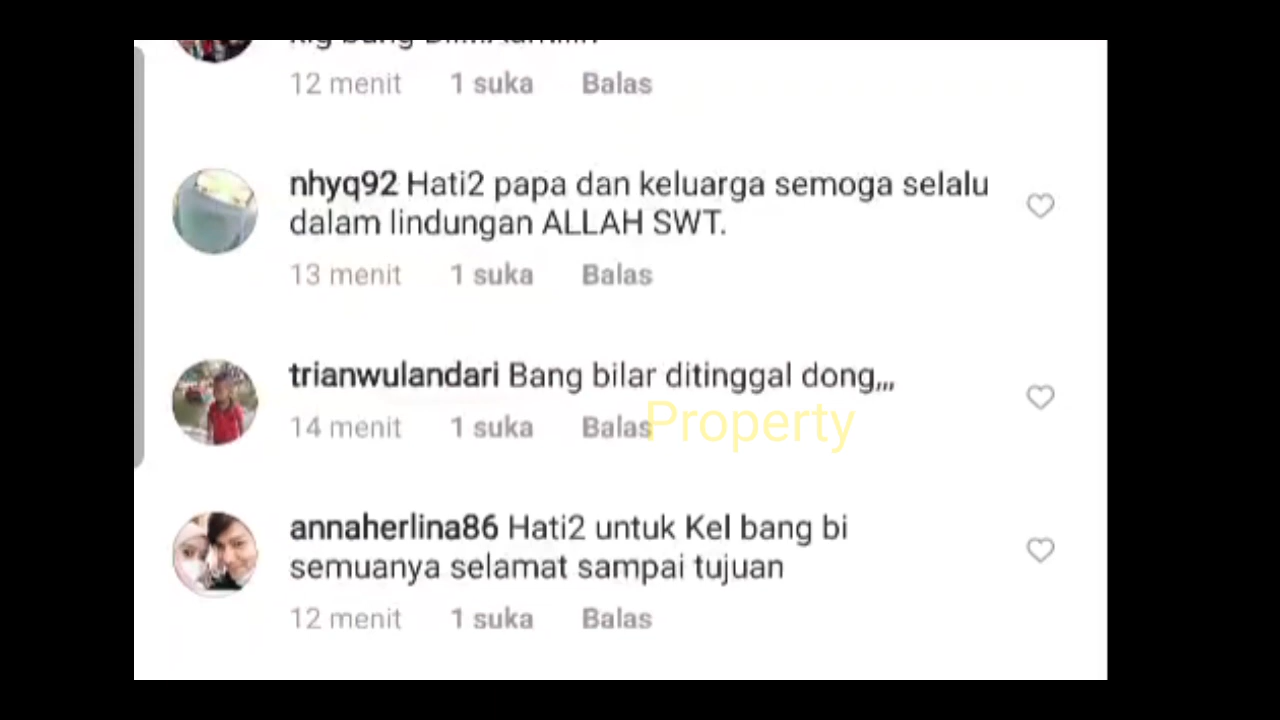 12 menit 1 suka Balas
nhyq92 Hati2 papa dan keluarga semoga selalu
dalam lindungan ALLAH SWT.
13 menit 1 suka Balas
trianwulandari Bang bilar ditinggal dong,,,
14 menit 1 suka Balas
Property
annaherlina86 Hati2 untuk Kel bang bi
semuanya selamat sampai tujuan
12 menit 1 suka Balas